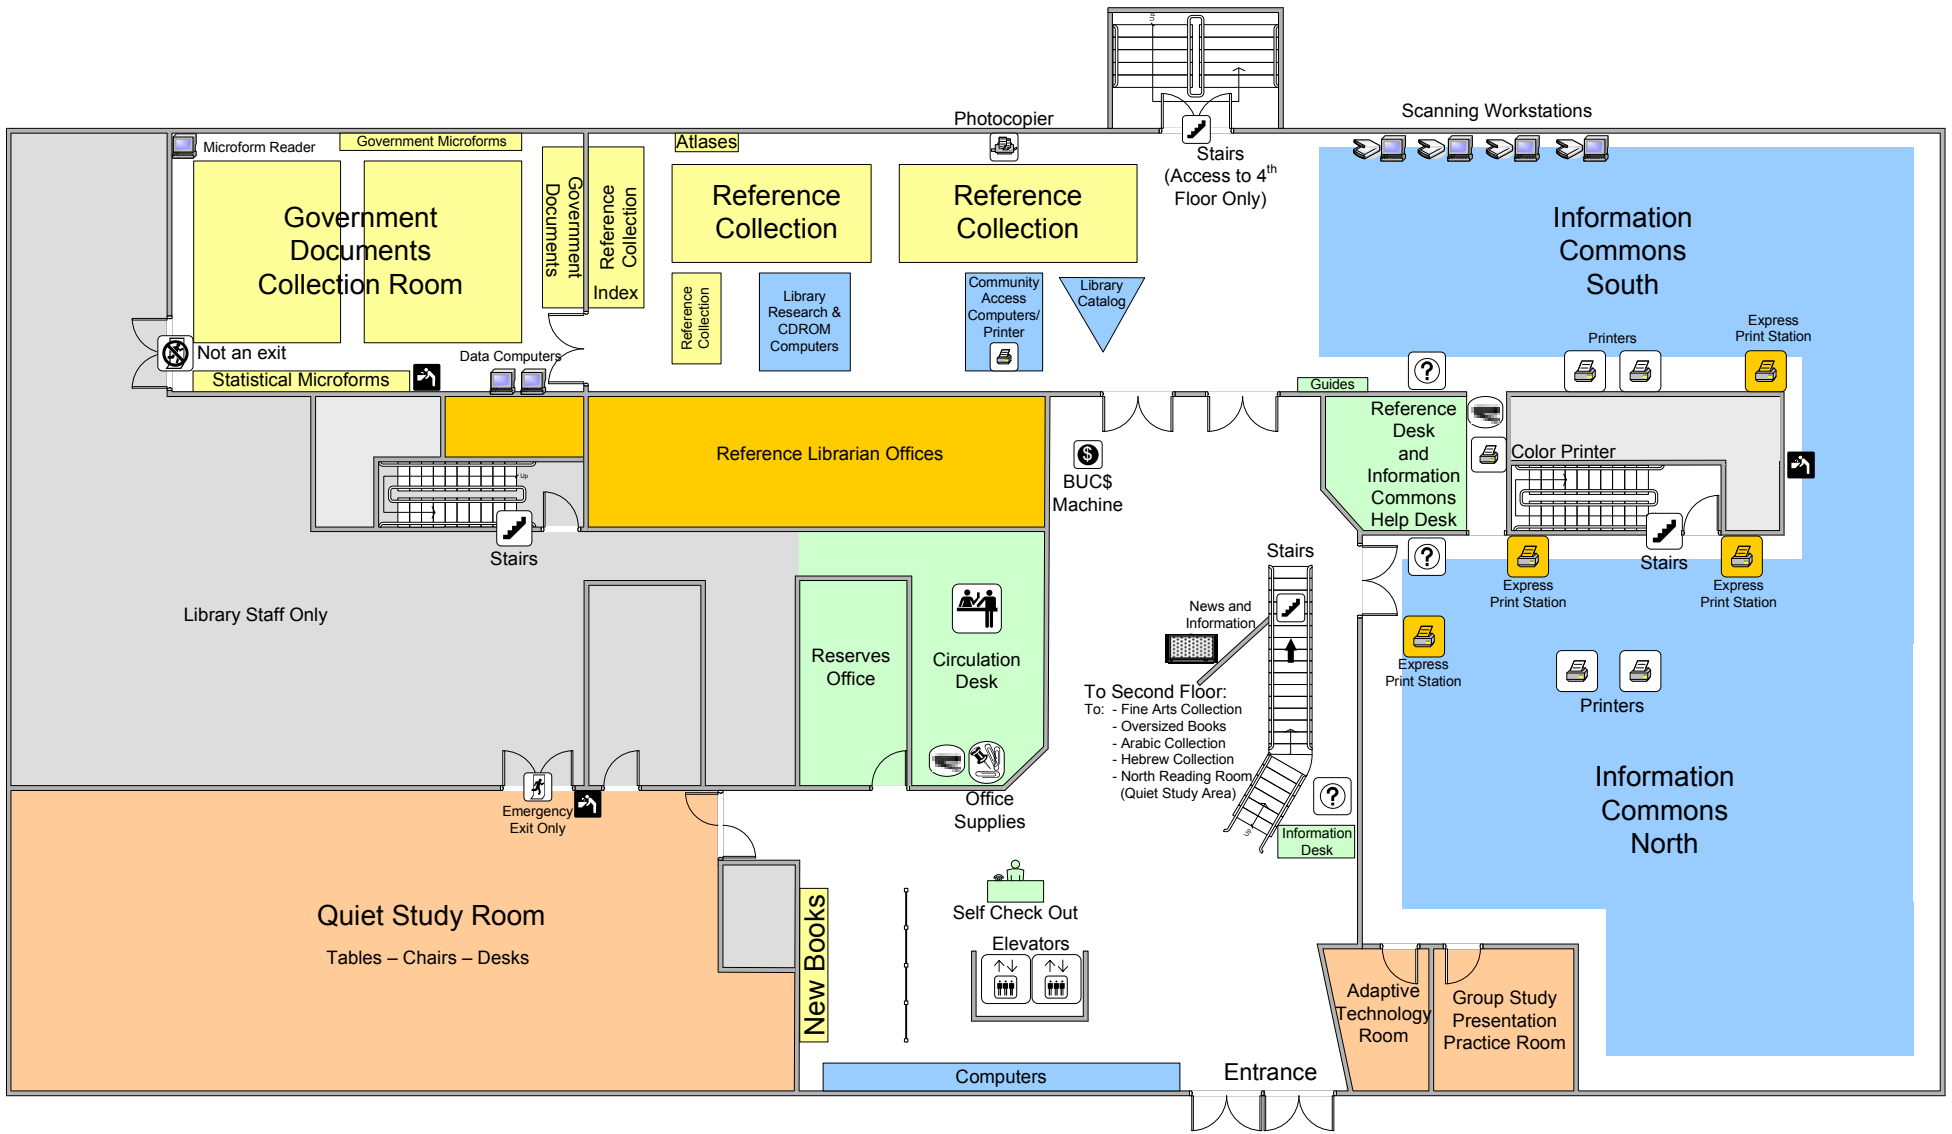 Up
Photocopier
Scanning Workstations
Microform Reader
Government Microforms
Atlases
Stairs
(Access to 4th
Floor Only)
Government
Documents
Collection Room
Government
Documents
Reference
Collection
Index
Reference
Collection
Reference
Collection
Information
Commons
South
Reference
Collection
Library
Research &
CDROM
Computers
Community
Access
Computers/
Printer
Library
Catalog
Not an exit
Data Computers
Statistical Microforms
Printers
Express
Print Station
Guides
Reference Librarian Offices
$
BUC$
Machine
Reference
Desk
and
Information
Commons
Help Desk
?
Color Printer
Up
Stairs
Stairs
?
Stairs
Express
Print Station
Express
Print Station
Library Staff Only
News and
Information
Reserves
Office
Circulation
Desk
Express
Print Station
Printers
To Second Floor:
To: - Fine Arts Collection
- Oversized Books
- Arabic Collection
- Hebrew Collection
- North Reading Room
(Quiet Study Area)
Information
Commons
North
?
Emergency
Exit Only
Office
Supplies
Up
Information
Desk
Quiet Study Room
Tables – Chairs – Desks
New Books
Self Check Out
Elevators
Adaptive
Technology
Room
Group Study
Presentation
Practice Room
Computers
Entrance